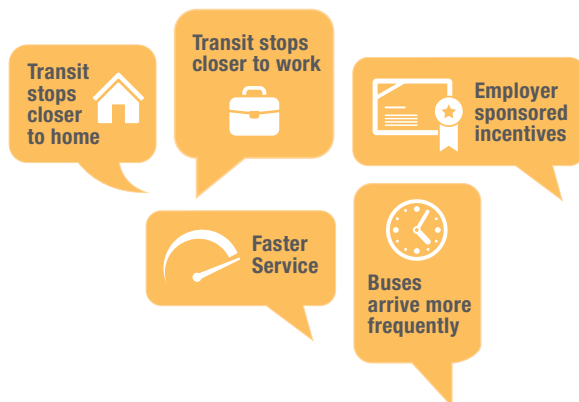 Transit
stops
closer
to home
Transit stops
closer to work
Employer
sponsored
incentives
Faster
Service
Buses
arrive more
frequently